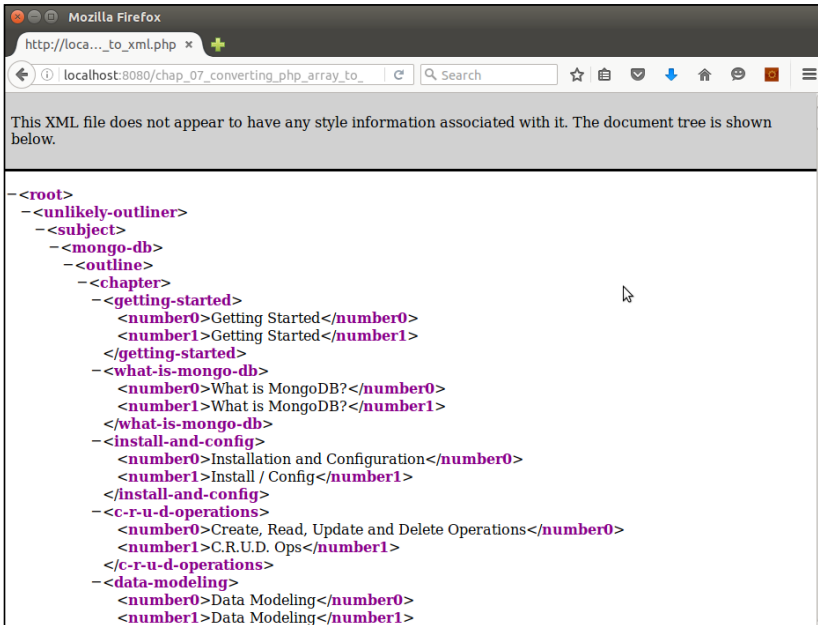 Mozilla Firefox
http://loca..._to_xml.php ×
localhost:8080/chap_07_converting_php_array_to_
Search
This XML file does not appear to have any style information associated with it. The document tree is shown
below.
−<root>
−<unlikely-outliner>
−<subject>
−<mongo-db>
−<outline>
−<chapter>
−<getting-started>
<number0>Getting Started</number0>
<number1>Getting Started</number1>
</getting-started>
−<what-is-mongo-db>
<number0>What is MongoDB?</number0>
<number1>What is MongoDB?</number1>
</what-is-mongo-db>
−<install-and-config>
<number0>Installation and Configuration</number0>
<number1>Install / Config</number1>
</install-and-config>
−<c-r-u-d-operations>
<number0>Create, Read, Update and Delete Operations</number0>
<number1>C.R.U.D. Ops</number1>
</c-r-u-d-operations>
−<data-modeling>
<number0>Data Modeling</number0>
<number1>Data Modeling</number1>